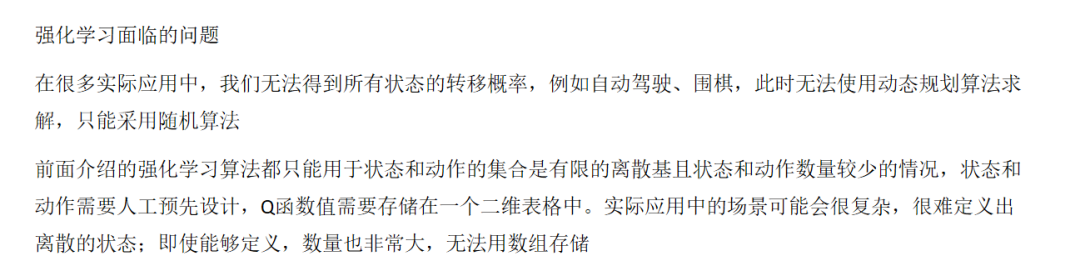 强化学习面临的问题
在很多实际应用中，我们无法得到所有状态的转移概率，例如自动驾驶、围棋，此时无法使用动态规划算法求
解，只能采用随机算法
前面介绍的强化学习算法都只能用于状态和动作的集合是有限的离散基且状态和动作数量较少的情况，状态和
动作需要人工预先设计，Q函数值需要存储在一个二维表格中。实际应用中的场景可能会很复杂，很难定义出
离散的状态；即使能够定义，数量也非常大，无法用数组存储